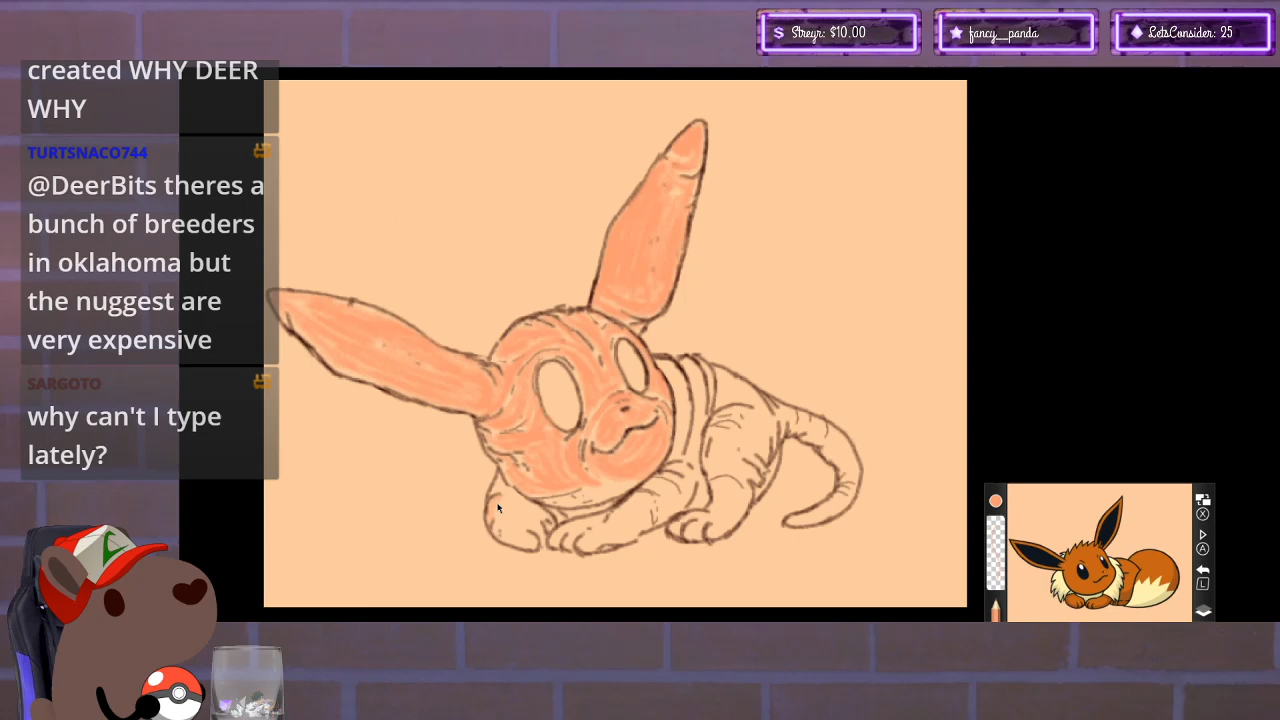 Streyr: $10.00
fancy__panda
LetsConsider: 25
created WHY DEER
WHY
TURTSNACO744
@DeerBits theres a
bunch of breeders
in oklahoma but
the nuggest are
very expensive
SARGOTO
why can't I type
lately?
X
A
L